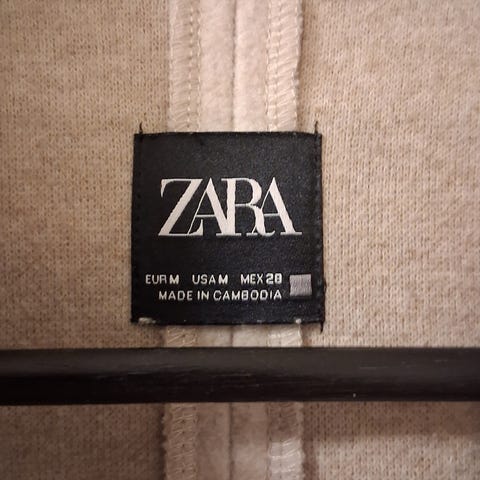 ZARA
EUR M USA M MEX 28
MADE IN CAMBODIA